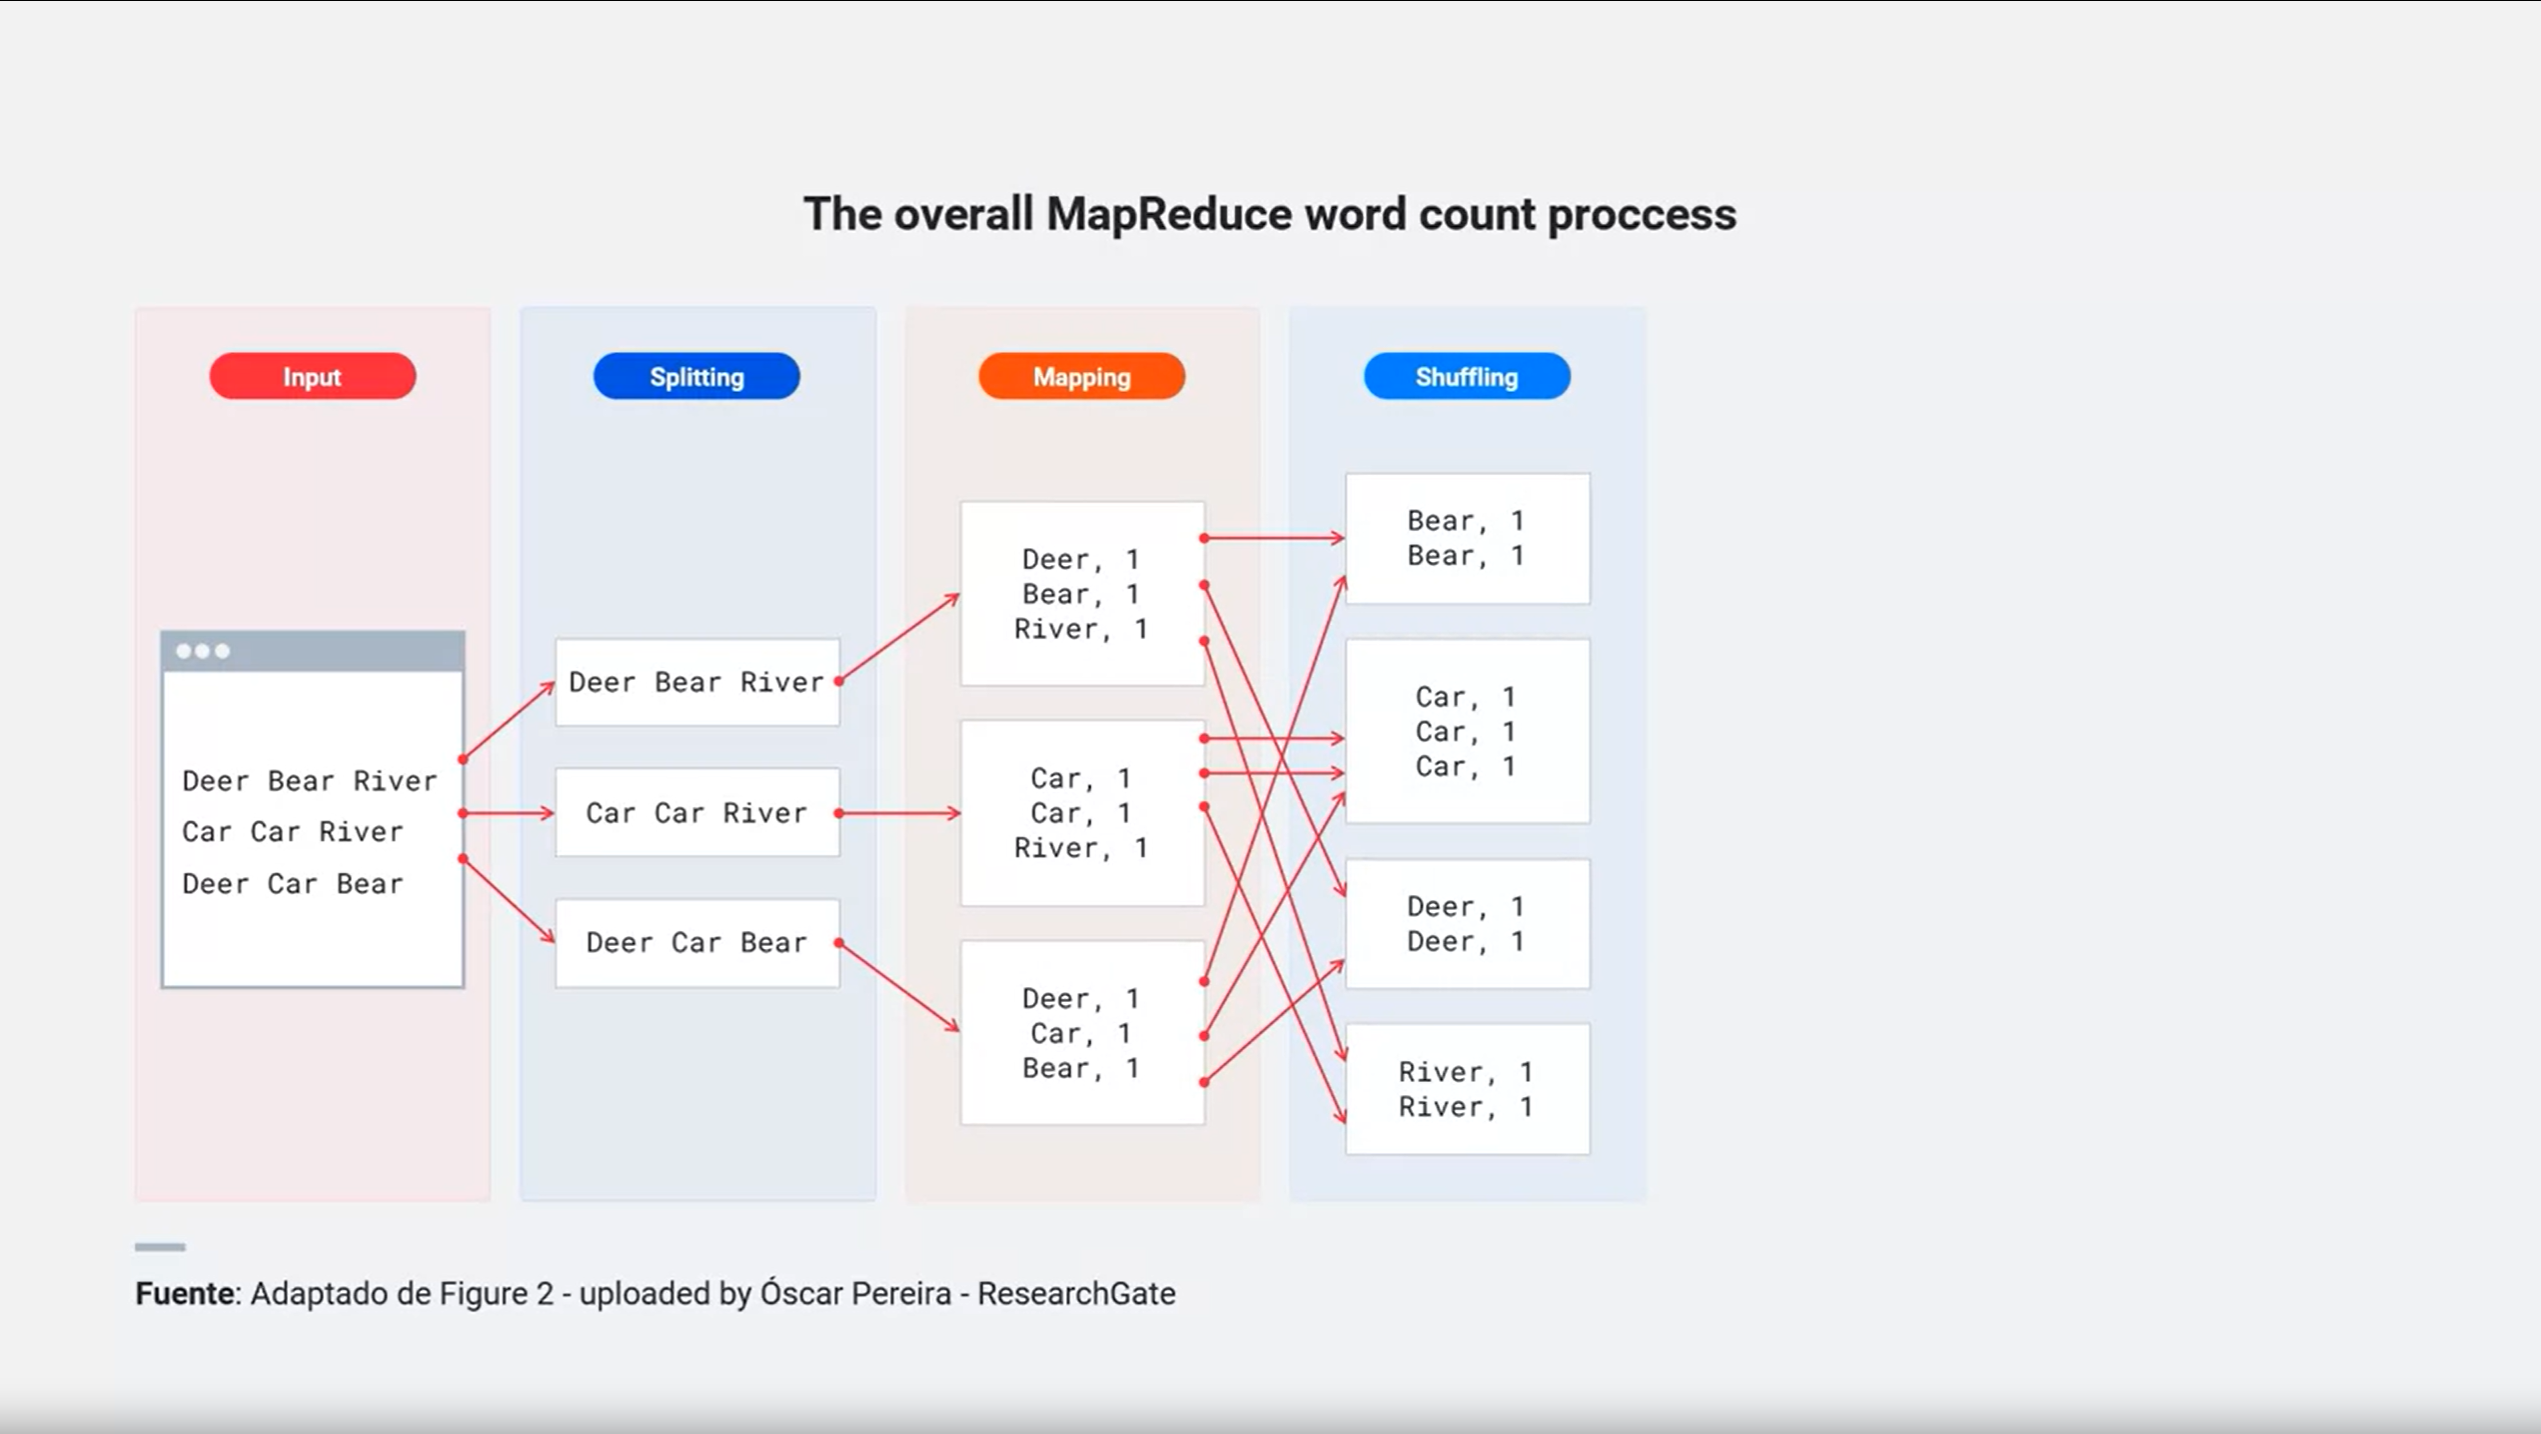 The overall MapReduce word count proccess
Input
Splitting
Mapping
Shuffling
Deer Bear River
Car Car River
Deer Car Bear
Deer Bear River
Car Car River
Deer Car Bear
Deer, 1
Bear, 1
River, 1
Car, 1
Car, 1
River, 1
Deer, 1
Car, 1
Bear, 1
Bear, 1
Bear, 1
Car, 1
Car, 1
Car, 1
Deer, 1
Deer, 1
River, 1
River, 1
Fuente: Adaptado de Figure 2 - uploaded by Óscar Pereira - ResearchGate